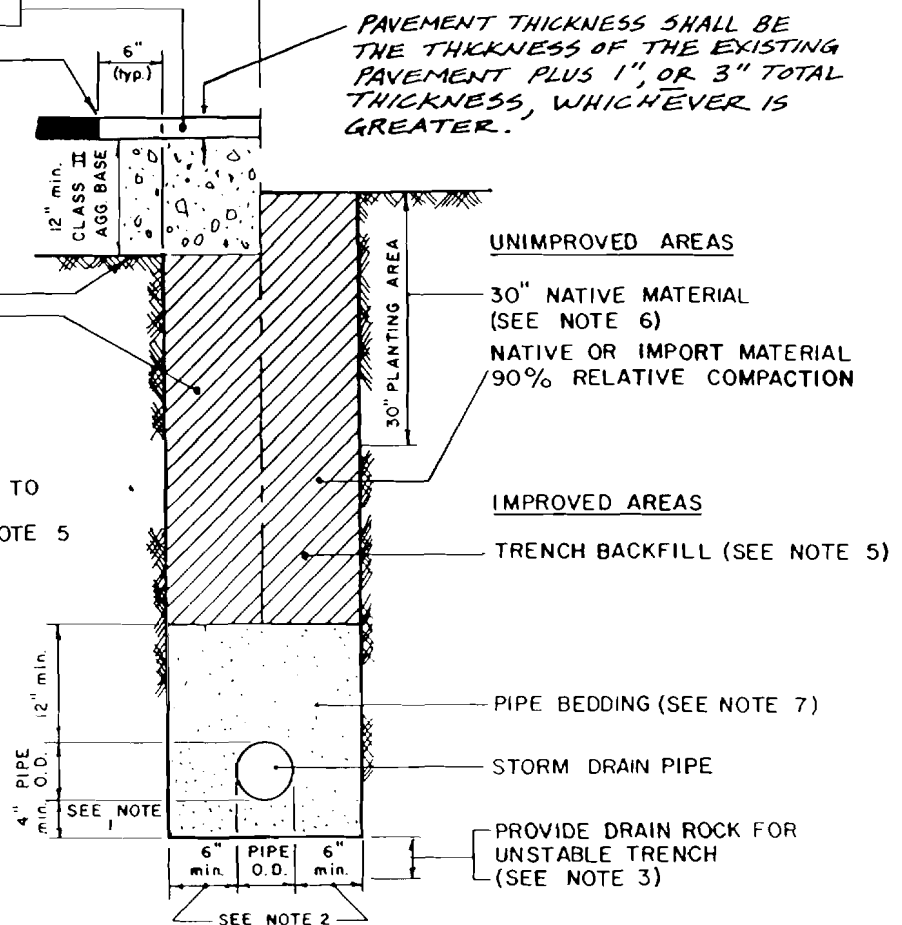 PAVEMENT THICKNESS SHALL BE
THE THICKNESS OF THE EXISTING
PAVEMENT PLUS 1", OR 3" TOTAL
THICKNESS, WHICHEVER IS
GREATER.
6"
(typ.)
12" min.
CLASS II
AGG. BASE
UNIMPROVED AREAS
30" NATIVE MATERIAL
(SEE NOTE 6)
NATIVE OR IMPORT MATERIAL
90% RELATIVE COMPACTION
30" PLANTING AREA
TO
OTE 5
IMPROVED AREAS
TRENCH BACKFILL (SEE NOTE 5)
12" min.
PIPE
O.D.
4"
min.
SEE NOTE
1
PIPE BEDDING (SEE NOTE 7)
STORM DRAIN PIPE
PROVIDE DRAIN ROCK FOR
UNSTABLE TRENCH
(SEE NOTE 3)
6"
min.
PIPE
O.D.
6"
min.
SEE NOTE 2